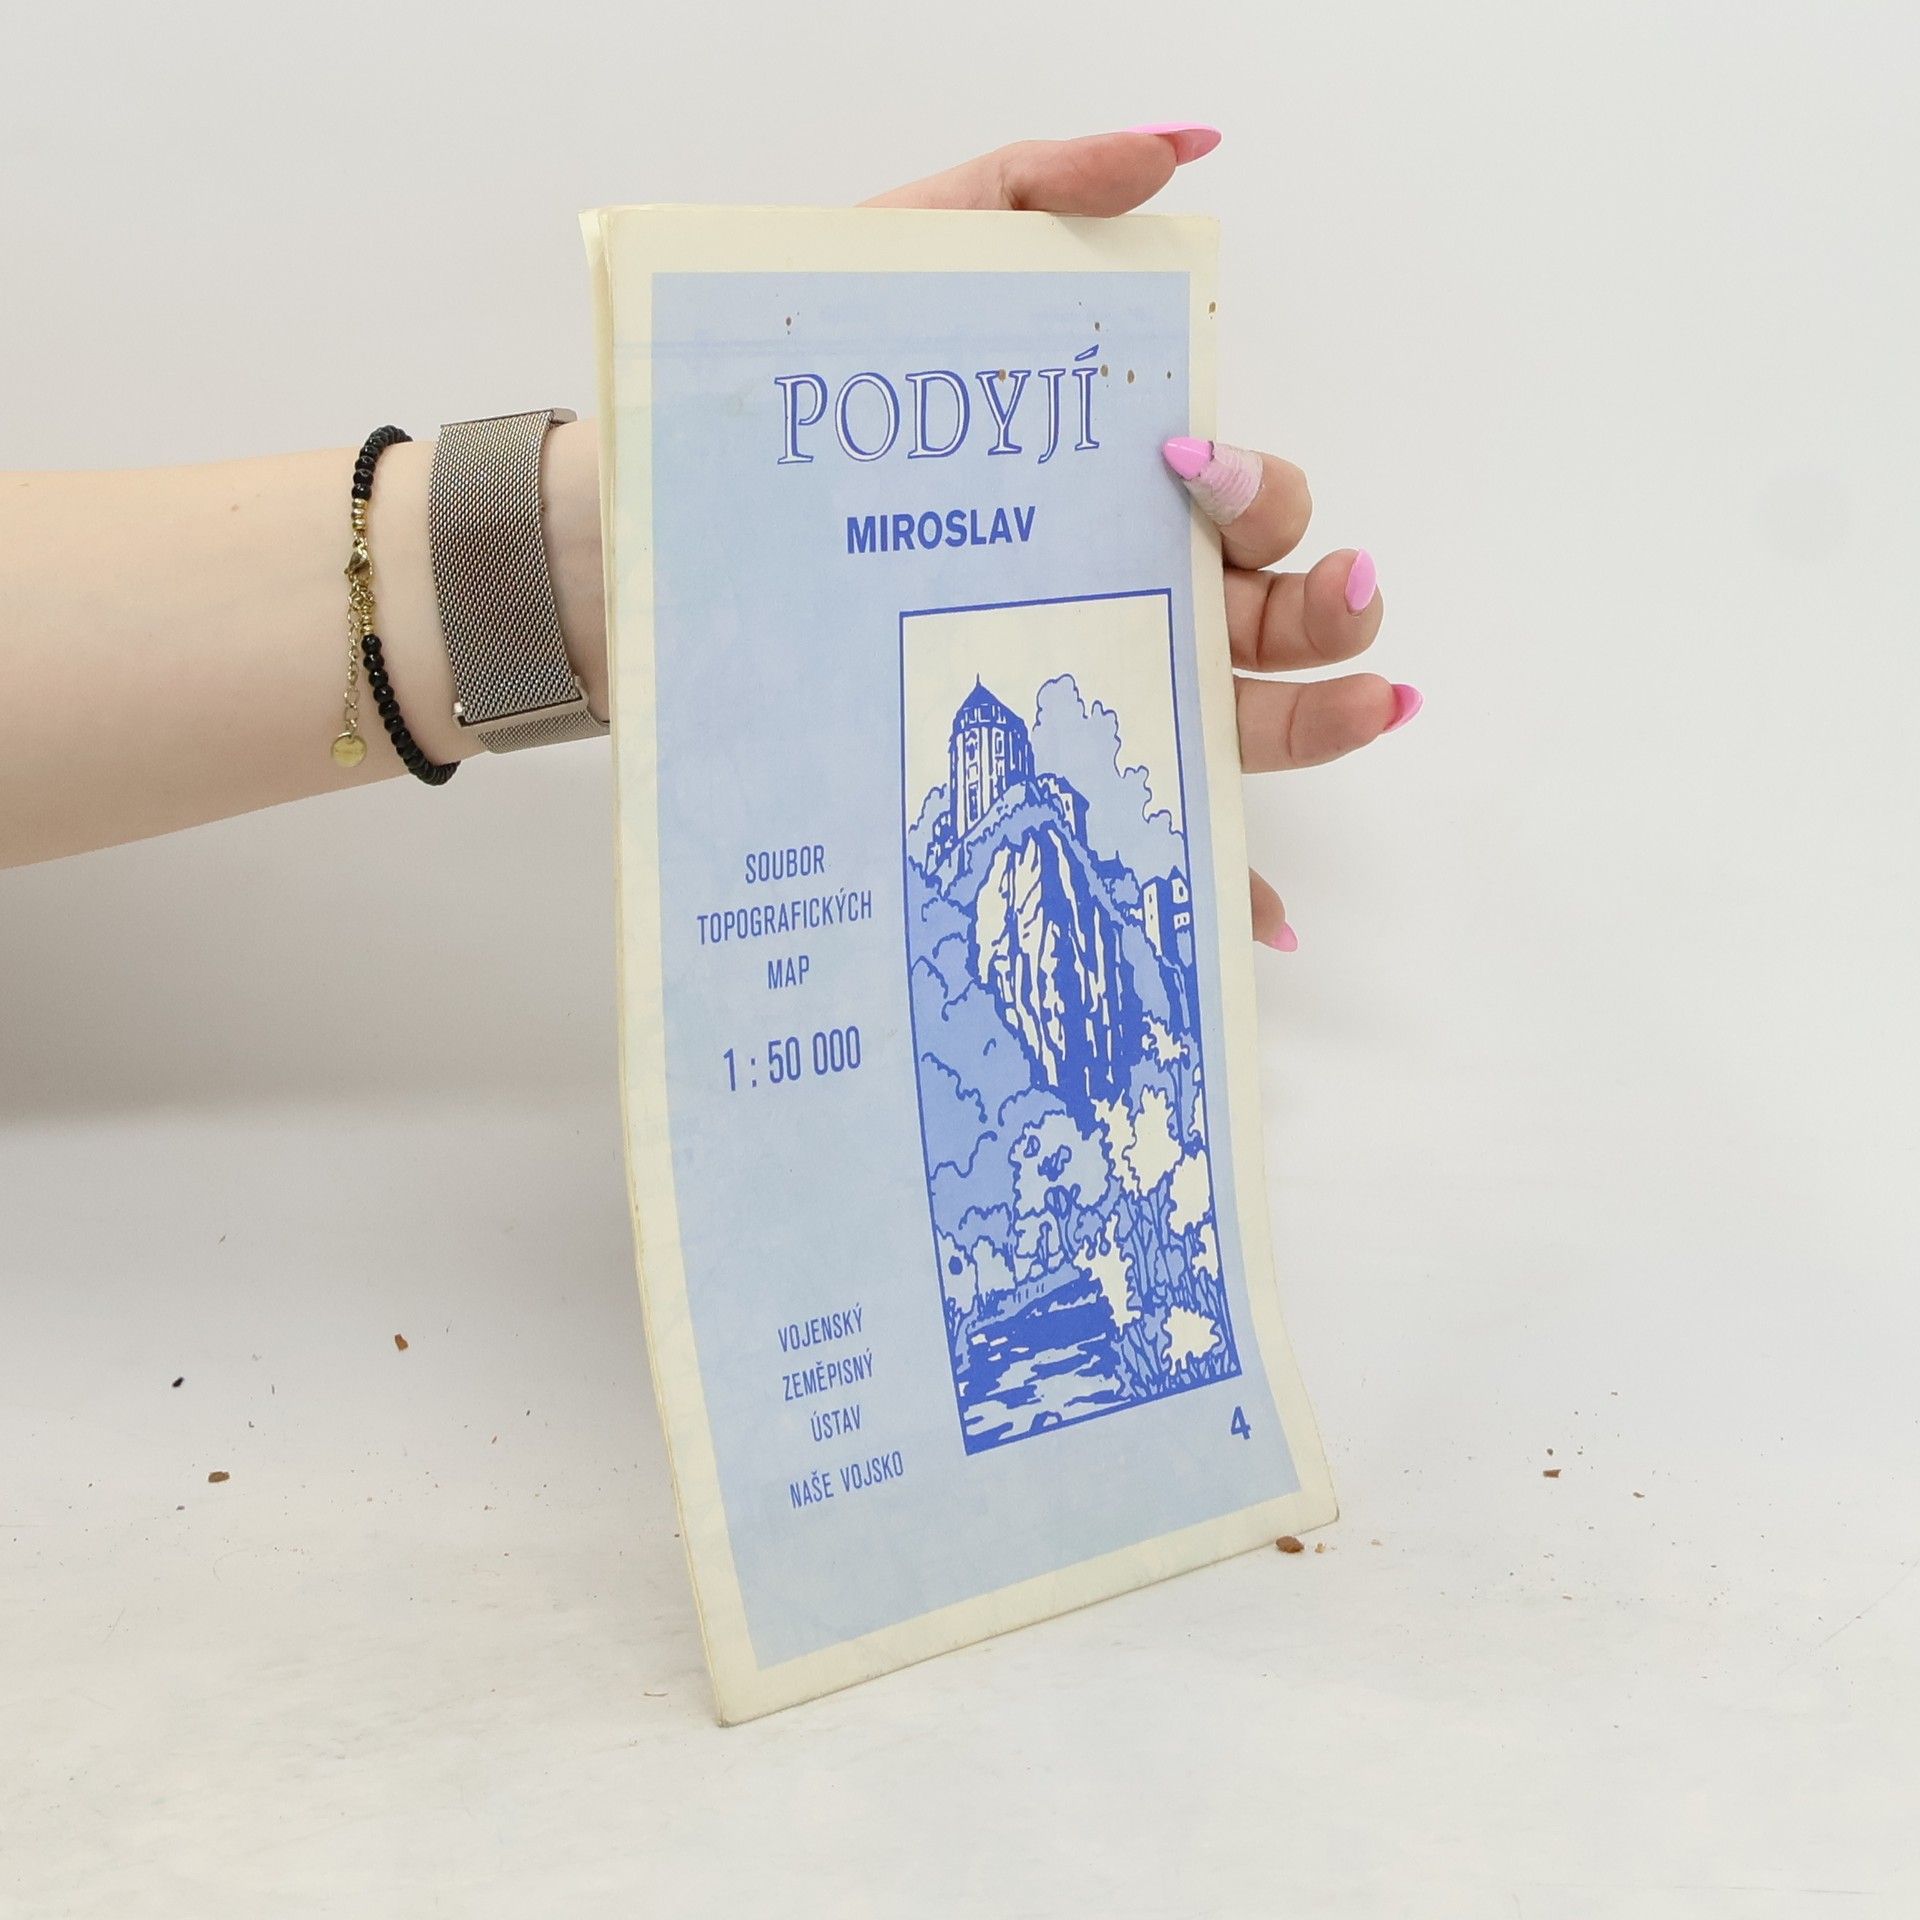 PODYJÍ
MIROSLAV
SOUBOR
TOPOGRAFICKÝCH
MAP
1 : 50 000
VOJENSKÝ
ZEMĚPISNÝ
ÚSTAV
NAŠE VOJSKO
4